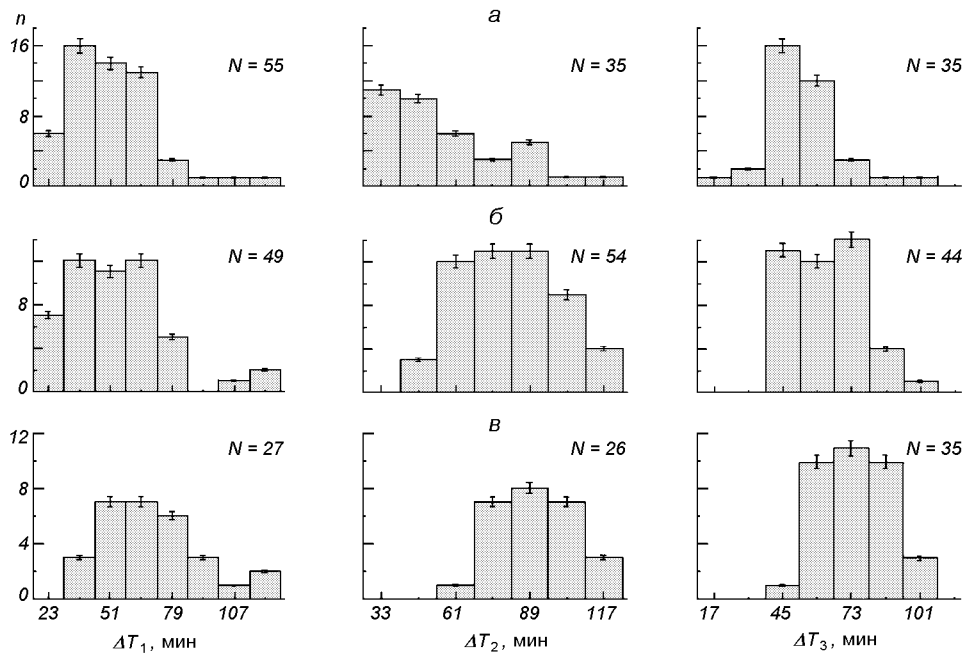 n
а
16
8
0
N = 55
N = 35
N = 35
б
8
0
N = 49
N = 54
N = 44
в
12
8
4
0
N = 27
N = 26
N = 35
23 51 79 107
33 61 89 117
17 45 73 101
ΔT1, мин
ΔT2, мин
ΔT3, мин